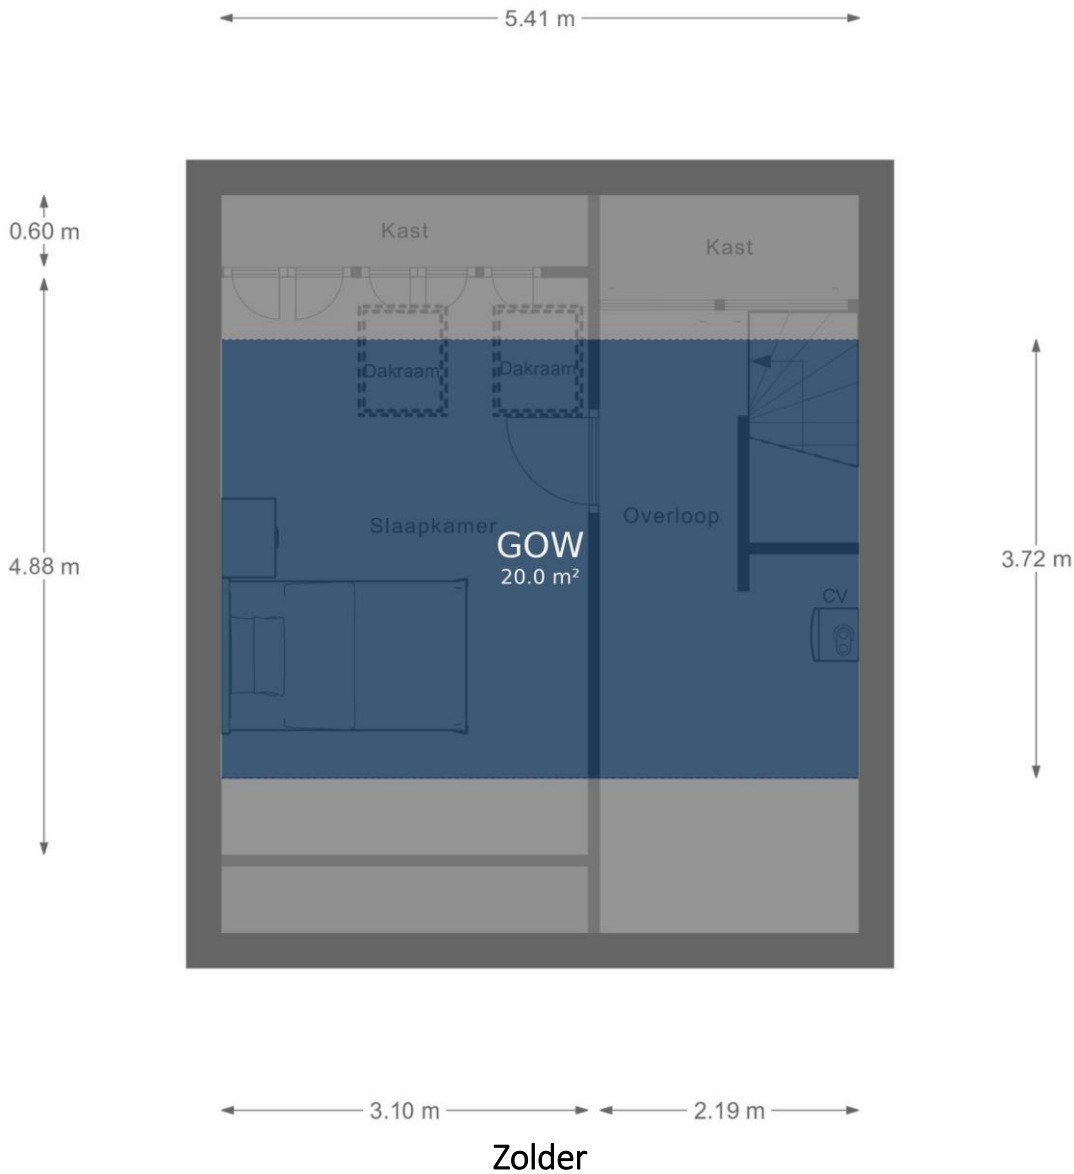 5.41 m
0.60 m
Kast
Kast
Dakraam
Dakraam
Slaapkamer
Overloop
GOW
20.0 m²
4.88 m
3.72 m
CV
3.10 m
2.19 m
Zolder